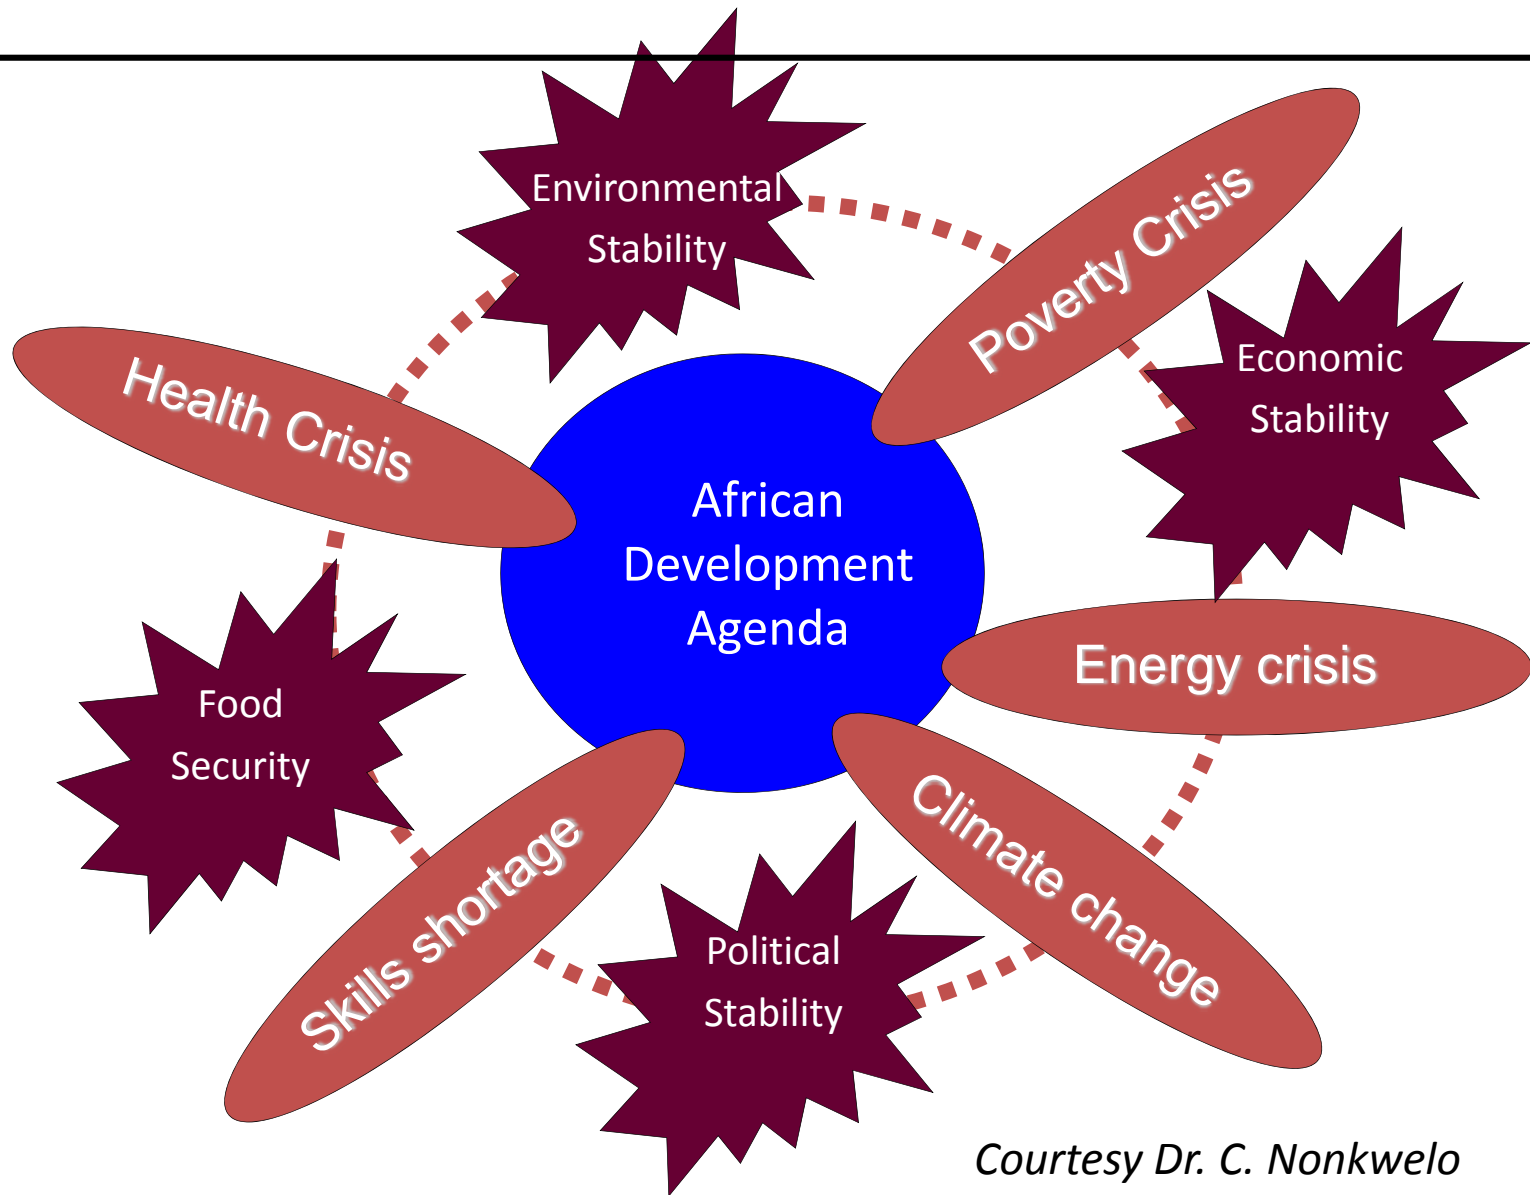 Environmental
Stability
Poverty Crisis
Economic
Stability
Health Crisis
African
Development
Agenda
Energy crisis
Food
Security
Climate change
Skills shortage
Political
Stability
Courtesy Dr. C. Nonkwelo